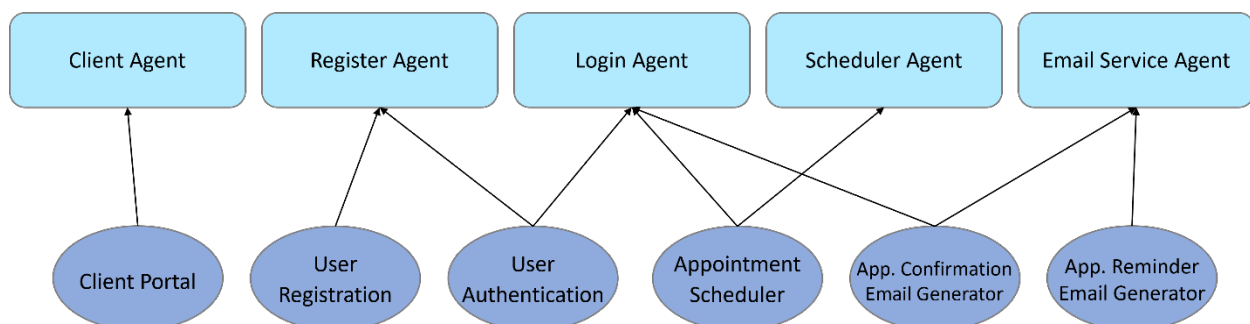 Client Agent
Register Agent
Login Agent
Scheduler Agent
Email Service Agent
Client Portal
User
Registration
User
Authentication
Appointment
Scheduler
App. Confirmation
Email Generator
App. Reminder
Email Generator